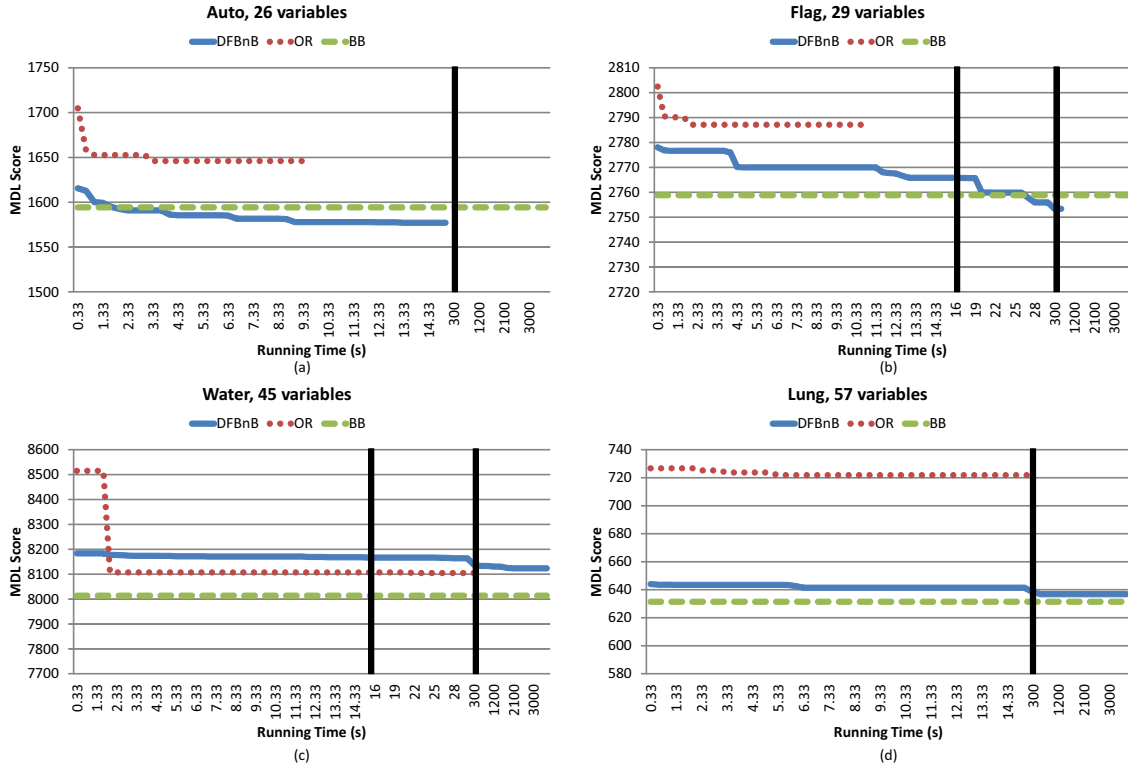 Auto, 26 variables
DFBnB OR BB
MDL Score
1750
1700
1650
1600
1550
1500
0.33 1.33 2.33 3.33 4.33 5.33 6.33 7.33 8.33 9.33 10.33 11.33 12.33 13.33 14.33 300 1200 2100 3000
Running Time (s)
(a)
Flag, 29 variables
DFBnB OR BB
MDL Score
2810
2800
2790
2780
2770
2760
2750
2740
2730
2720
0.33 1.33 2.33 3.33 4.33 5.33 6.33 7.33 8.33 9.33 10.33 11.33 12.33 13.33 14.33 16 19 22 25 28 300 1200 2100 3000
Running Time (s)
(b)
Water, 45 variables
DFBnB OR BB
MDL Score
8600
8500
8400
8300
8200
8100
8000
7900
7800
7700
0.33 1.33 2.33 3.33 4.33 5.33 6.33 7.33 8.33 9.33 10.33 11.33 12.33 13.33 14.33 16 19 22 25 28 300 1200 2100 3000
Running Time (s)
(c)
Lung, 57 variables
DFBnB OR BB
MDL Score
740
720
700
680
660
640
620
600
580
0.33 1.33 2.33 3.33 4.33 5.33 6.33 7.33 8.33 9.33 10.33 11.33 12.33 13.33 14.33 300 1200 2100 3000
Running Time (s)
(d)